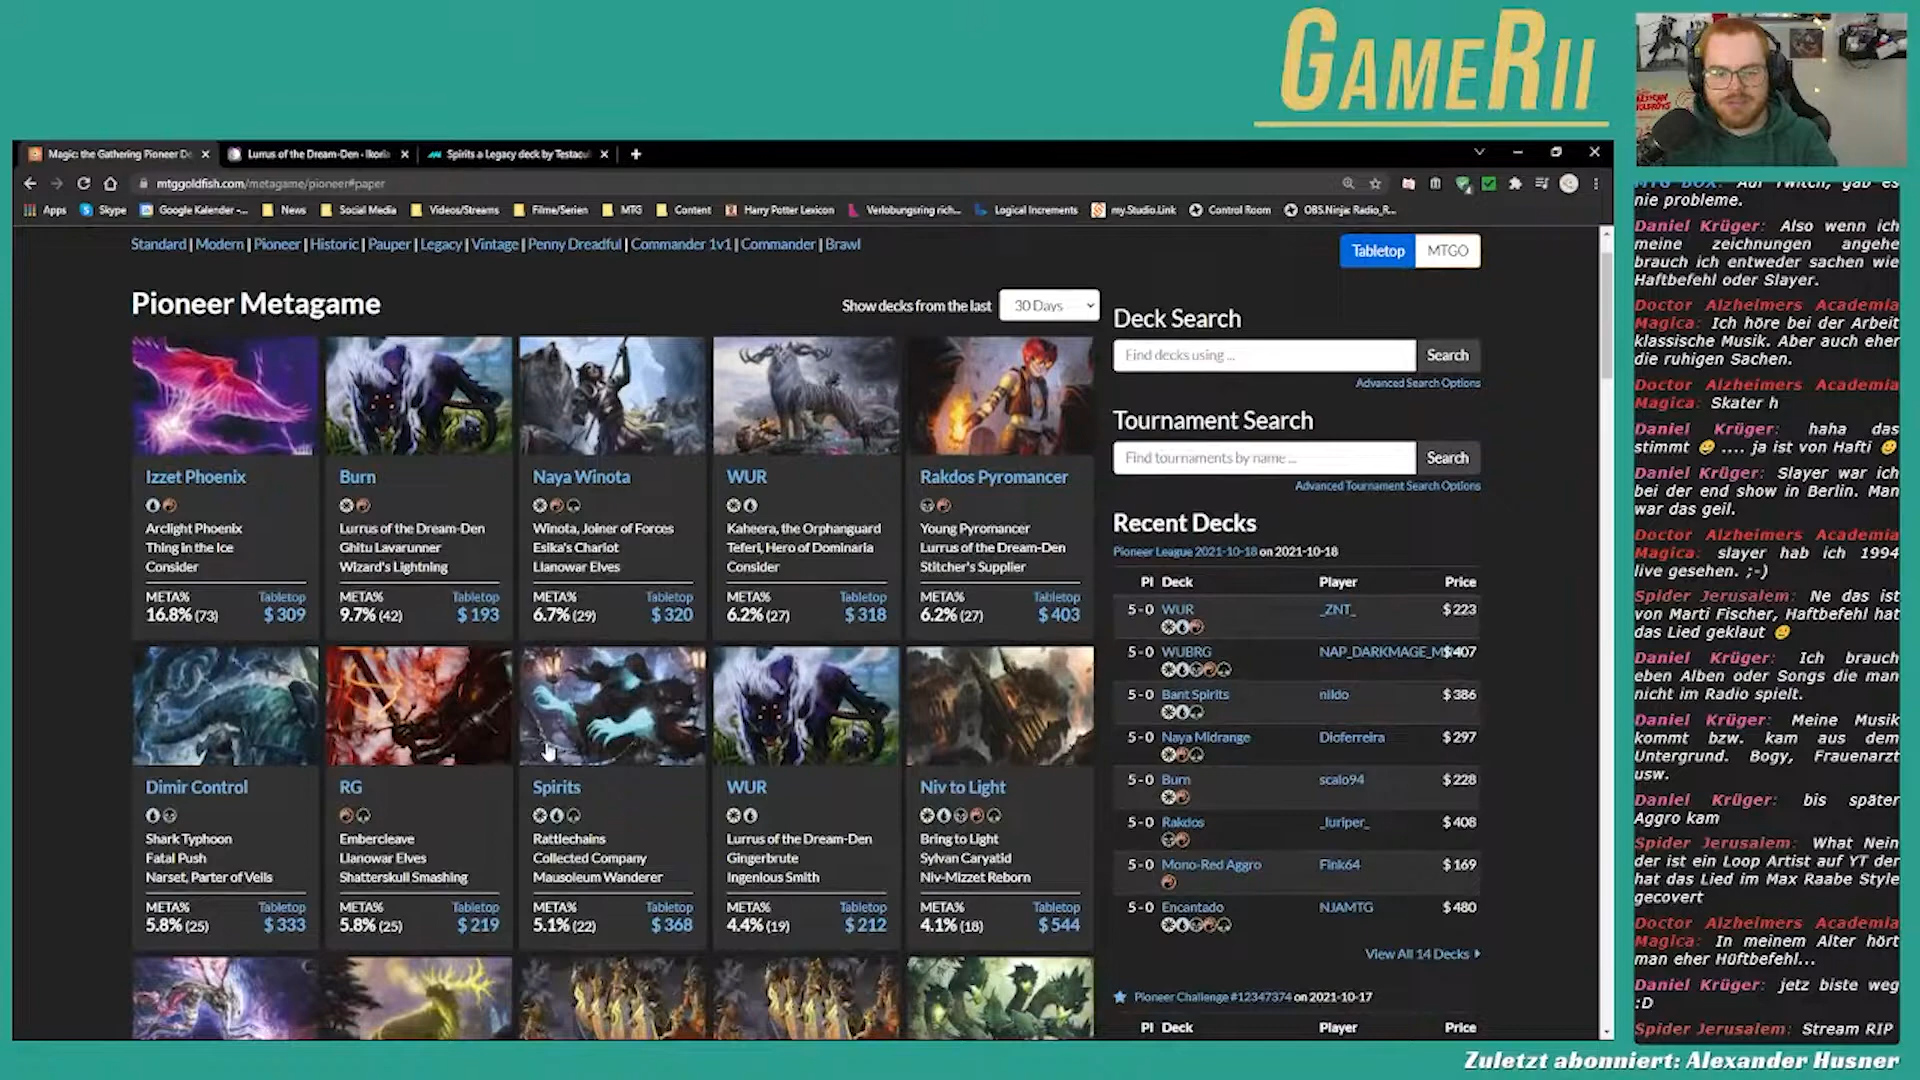 GAMERII
Magic: the Gathering Pioneer De
Lurrus of the Dream-Den · Ikoria
Spirits a Legacy deck by Testacu
mtggoldfish.com/metagame/pioneer#paper
Apps
Skype
Google Kalender -...
News
Social Media
Videos/Streams
Filme/Serien
MTG
Content
Harry Potter Lexicon
Verlobungsring rich...
Logical Increments
my.Studio.Link
Control Room
OBS.Ninja: Radio_R...
Standard | Modern | Pioneer | Historic | Pauper | Legacy | Vintage | Penny Dreadful | Commander 1v1 | Commander | Brawl
Tabletop MTGO
Pioneer Metagame
Show decks from the last 30 Days
Izzet Phoenix
Arclight Phoenix
Thing in the Ice
Consider
META% Tabletop
16.8% (73) $ 309
Burn
Lurrus of the Dream-Den
Ghitu Lavarunner
Wizard's Lightning
META% Tabletop
9.7% (42) $ 193
Naya Winota
Winota, Joiner of Forces
Esika's Chariot
Llanowar Elves
META% Tabletop
6.7% (29) $ 320
WUR
Kaheera, the Orphanguard
Teferi, Hero of Dominaria
Consider
META% Tabletop
6.2% (27) $ 318
Rakdos Pyromancer
Young Pyromancer
Lurrus of the Dream-Den
Stitcher's Supplier
META% Tabletop
6.2% (27) $ 403
Dimir Control
Shark Typhoon
Fatal Push
Narset, Parter of Veils
META% Tabletop
5.8% (25) $ 333
RG
Embercleave
Llanowar Elves
Shatterskull Smashing
META% Tabletop
5.8% (25) $ 219
Spirits
Rattlechains
Collected Company
Mausoleum Wanderer
META% Tabletop
5.1% (22) $ 368
WUR
Lurrus of the Dream-Den
Gingerbrute
Ingenious Smith
META% Tabletop
4.4% (19) $ 212
Niv to Light
Bring to Light
Sylvan Caryatid
Niv-Mizzet Reborn
META% Tabletop
4.1% (18) $ 544
Deck Search
Find decks using ... Search
Advanced Search Options
Tournament Search
Find tournaments by name ... Search
Advanced Tournament Search Options
Recent Decks
Pioneer League 2021-10-18 on 2021-10-18
Pl Deck Player Price
5-0 WUR _ZNT_ $ 223
5-0 WUBRG NAP_DARKMAGE_M $ 407
5-0 Bant Spirits nildo $ 386
5-0 Naya Midrange Dioferreira $ 297
5-0 Burn scalo94 $ 228
5-0 Rakdos _luriper_ $ 408
5-0 Mono-Red Aggro Fink64 $ 169
5-0 Encantado NJAMTG $ 480
View All 14 Decks
Pioneer Challenge #12347374 on 2021-10-17
Pl Deck Player Price
MTG BOX: Auf Twitch, gab es
nie probleme.
Daniel Krüger: Also wenn ich
meine zeichnungen angehe
brauch ich entweder sachen wie
Haftbefehl oder Slayer.
Doctor Alzheimers Academia
Magica: Ich höre bei der Arbeit
klassische Musik. Aber auch eher
die ruhigen Sachen.
Doctor Alzheimers Academia
Magica: Skater h
Daniel Krüger: haha das
stimmt 🙂 .... ja ist von Hafti 🙂
Daniel Krüger: Slayer war ich
bei der end show in Berlin. Man
war das geil.
Doctor Alzheimers Academia
Magica: slayer hab ich 1994
live gesehen. ;-)
Spider Jerusalem: Ne das ist
von Marti Fischer, Haftbefehl hat
das Lied geklaut 🙂
Daniel Krüger: Ich brauch
eben Alben oder Songs die man
nicht im Radio spielt.
Daniel Krüger: Meine Musik
kommt bzw. kam aus dem
Untergrund. Bogy, Frauenarzt
usw.
Daniel Krüger: bis später
Aggro kam
Spider Jerusalem: What Nein
der ist ein Loop Artist auf YT der
hat das Lied im Max Raabe Style
gecovert
Doctor Alzheimers Academia
Magica: In meinem Alter hört
man eher Hüftbefehl...
Daniel Krüger: jetz biste weg
:D
Spider Jerusalem: Stream RIP
Zuletzt abonniert: Alexander Husner